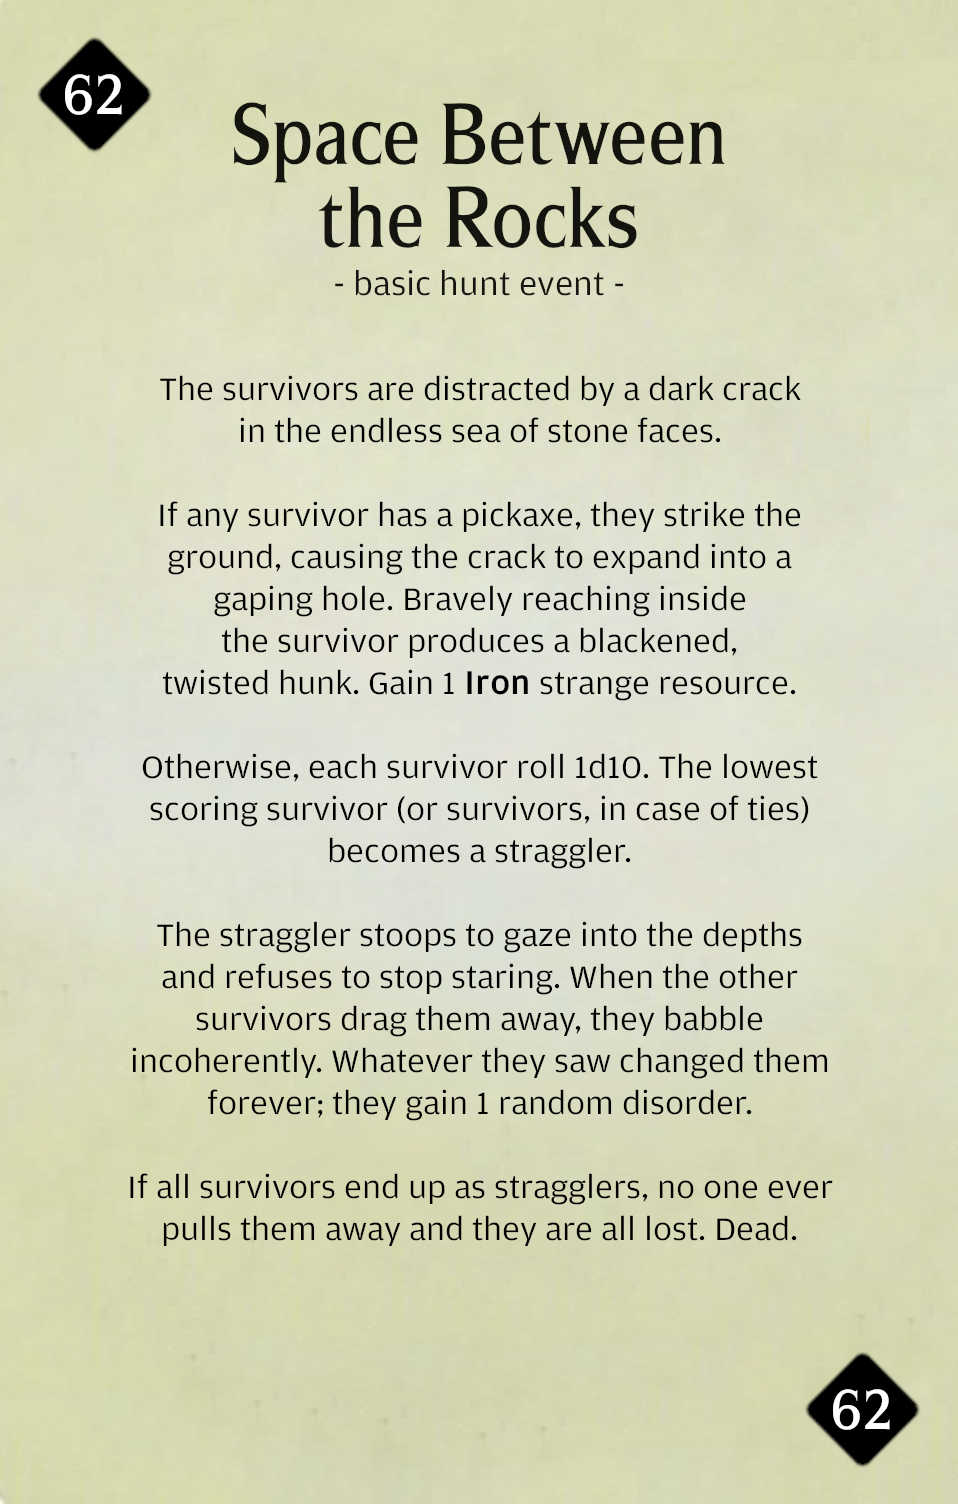 62
Space Between
the Rocks
- basic hunt event -
The survivors are distracted by a dark crack
in the endless sea of stone faces.
If any survivor has a pickaxe, they strike the
ground, causing the crack to expand into a
gaping hole. Bravely reaching inside
the survivor produces a blackened,
twisted hunk. Gain 1 Iron strange resource.
Otherwise, each survivor roll 1d10. The lowest
scoring survivor (or survivors, in case of ties)
becomes a straggler.
The straggler stoops to gaze into the depths
and refuses to stop staring. When the other
survivors drag them away, they babble
incoherently. Whatever they saw changed them
forever; they gain 1 random disorder.
If all survivors end up as stragglers, no one ever
pulls them away and they are all lost. Dead.
62